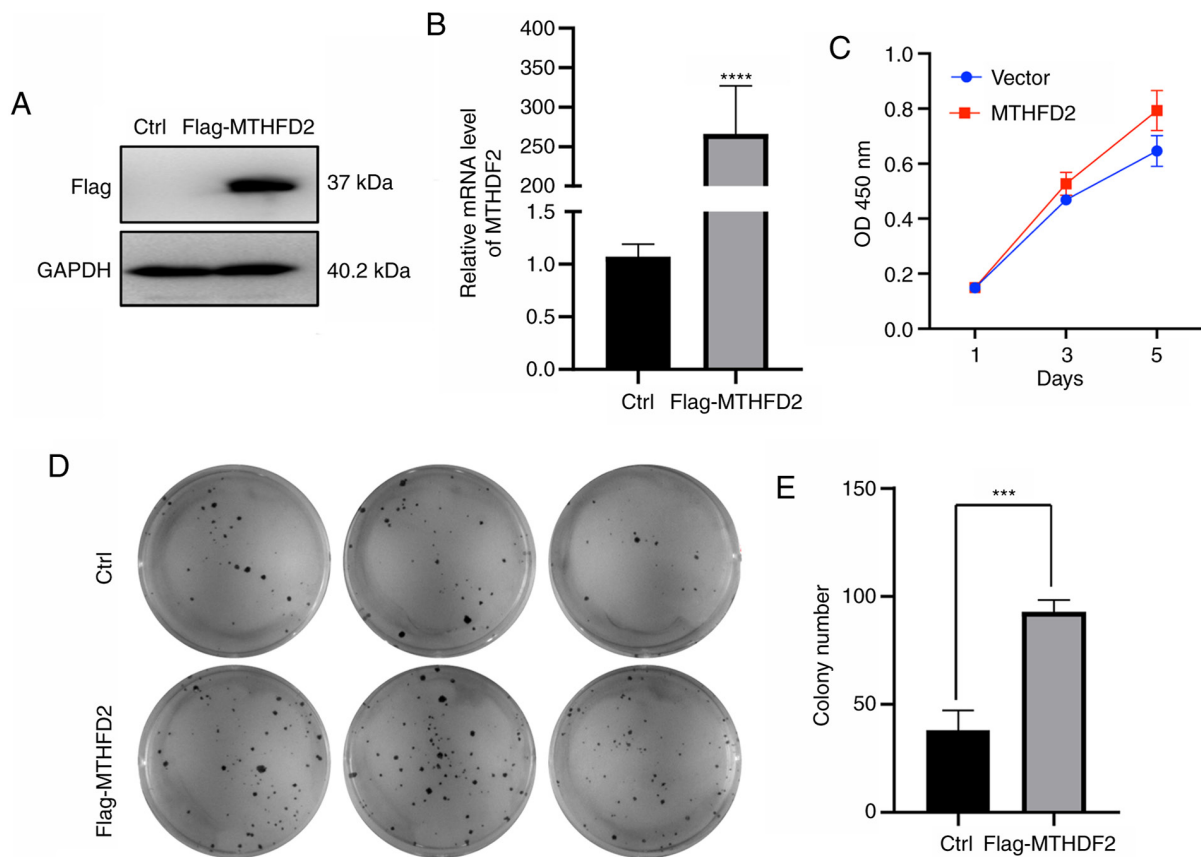 A
Ctrl Flag-MTHFD2
Flag
37 kDa
GAPDH
40.2 kDa
B
Relative mRNA level
of MTHDF2
400
350
300
250
200
1.5
1.0
0.5
0.0
****
Ctrl Flag-MTHFD2
C
OD 450 nm
1.0
0.8
0.6
0.4
0.2
0.0
Vector
MTHFD2
1 3 5
Days
D
Ctrl
Flag-MTHFD2
E
Colony number
150
100
50
0
***
Ctrl Flag-MTHDF2